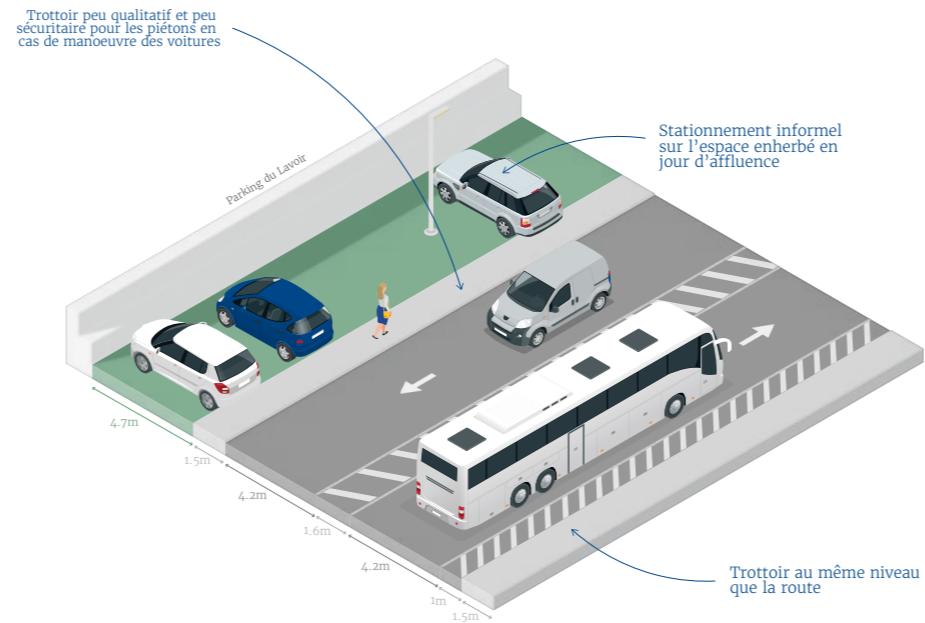 Trottoir peu qualitatif et peu
sécuritaire pour les piétons en
cas de manoeuvre des voitures
Stationnement informel
sur l'espace enherbé en
jour d'affluence
Parking du Lavoir
4.7m
1.5m
4.2m
1.6m
4.2m
1m
1.5m
Trottoir au même niveau
que la route